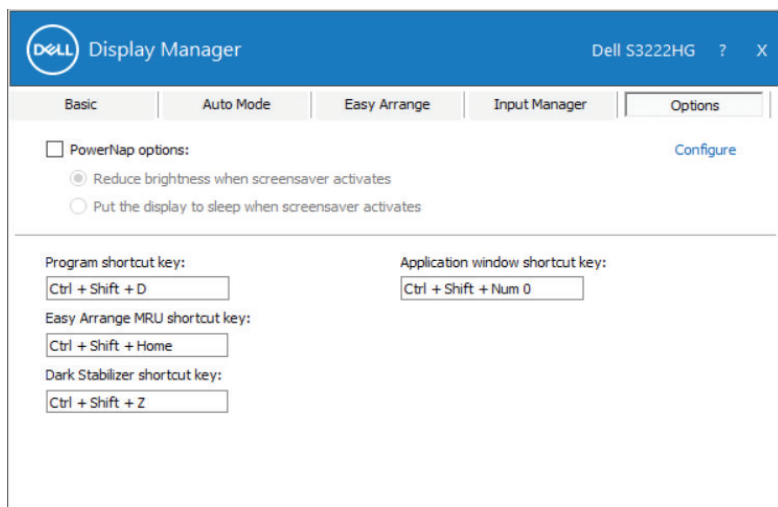 DELL Display Manager Dell S3222HG ? X
Basic Auto Mode Easy Arrange Input Manager Options
PowerNap options: Configure
Reduce brightness when screensaver activates
Put the display to sleep when screensaver activates
Program shortcut key: Application window shortcut key:
Ctrl + Shift + D Ctrl + Shift + Num 0
Easy Arrange MRU shortcut key:
Ctrl + Shift + Home
Dark Stabilizer shortcut key:
Ctrl + Shift + Z